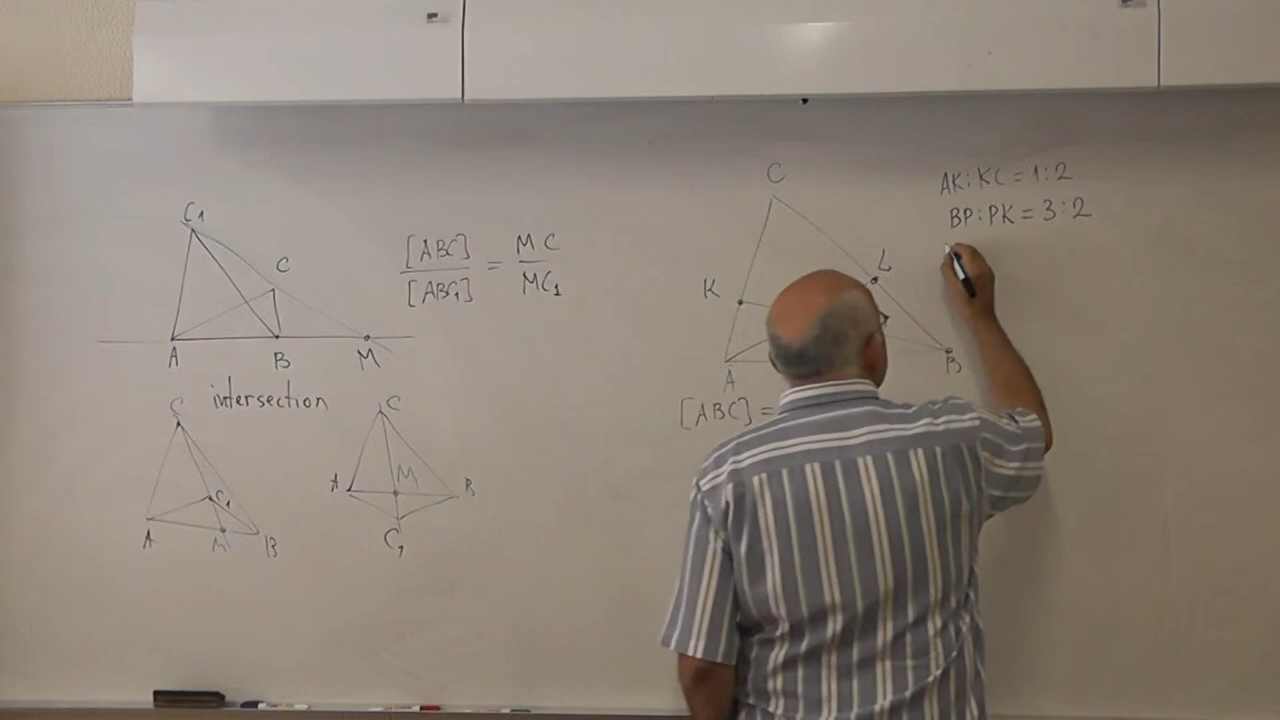 C1
C
[ABC]
[ABC1]
=
MC
MC1
A
B
M
intersection
C
C1
A
M
B
C
A
M
B
C1
C
K
L
A
B
[ABC] =
AK:KC = 1:2
BP:PK = 3:2